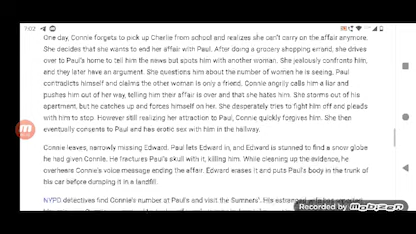 7:02
One day, Connie forgets to pick up Charlie from school and realizes she can't carry on the affair anymore.
She decides that she wants to end her affair with Paul. After doing a grocery shopping errand, she drives
over to Paul's home to tell him the news but spots him with another woman. She jealously confronts him,
and they later have an argument. She questions him about the number of women he is seeing, Paul
contradicts himself and claims the other woman is only a friend. Connie angrily calls him a liar and
pushes him out of her way, telling him their affair is over and that she hates him. She storms out of his
apartment, but he catches up and forces himself on her. She desperately tries to fight him off and pleads
with him to stop. However still realizing her attraction to Paul, Connie quickly forgives him. She then
eventually consents to Paul and has erotic sex with him in the hallway.
Connie leaves, narrowly missing Edward, Paul lets Edward in, and Edward is stunned to find a snow globe
he had given Connie. He fractures Paul's skull with it, killing him. While cleaning up the evidence, he
overhears Connie's voice message ending the affair. Edward erases it and puts Paul's body in the trunk of
his car before dumping it in a landfill.
NYPD detectives find Connie's number at Paul's and visit the Sumners'. His estranged wife has reported
Recorded by Mobizen